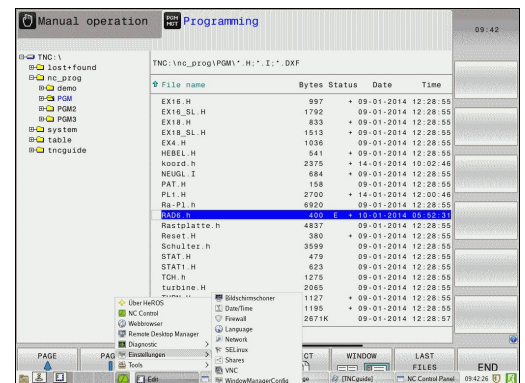 Manual operation
PGM MGT Programming
09:42
TNC:\
lost+found
nc_prog
demo
PGM
PGM2
PGM3
system
table
tncguide
TNC:\nc_prog\PGM\*.H;*.I;*.DXF
File name Bytes Status Date Time
EX16.H 997 + 09-01-2014 12:28:55
EX16_SL.H 1792 09-01-2014 12:28:55
EX18.H 833 + 09-01-2014 12:28:55
EX18_SL.H 1513 + 09-01-2014 12:28:55
EX4.H 1036 09-01-2014 12:28:55
HEBEL.H 541 + 09-01-2014 12:28:55
koord.h 2375 + 14-01-2014 10:02:46
NEUGL.I 684 + 09-01-2014 12:28:55
PAT.H 158 09-01-2014 12:28:55
PL1.H 2700 + 14-01-2014 12:00:46
Ra-Pl.h 6920 09-01-2014 12:28:55
RAD6.h 400 E + 10-01-2014 05:52:31
Rastplatte.h 4837 09-01-2014 12:28:55
Reset.H 380 + 09-01-2014 12:28:55
Schulter.h 3599 09-01-2014 12:28:55
STAT.H 479 09-01-2014 12:28:55
STAT1.H 623 09-01-2014 12:28:55
TCH.h 1275 09-01-2014 12:28:55
turbine.H 2065 09-01-2014 12:28:55
1127 + 09-01-2014 12:28:55
1195 + 09-01-2014 12:28:55
2671K 09-01-2014 12:28:57
Über HeROS
NC Control
Webbrowser
Remote Desktop Manager
Diagnostic
Einstellungen
Tools
Bildschirmschoner
Date/Time
Firewall
Language
Network
SELinux
Shares
VNC
WindowManagerConfig
PAGE
PAG
CT
WINDOW
LAST
FILES
END
Edit
ge
[TNCguide]
NC Control Panel
09:42:26